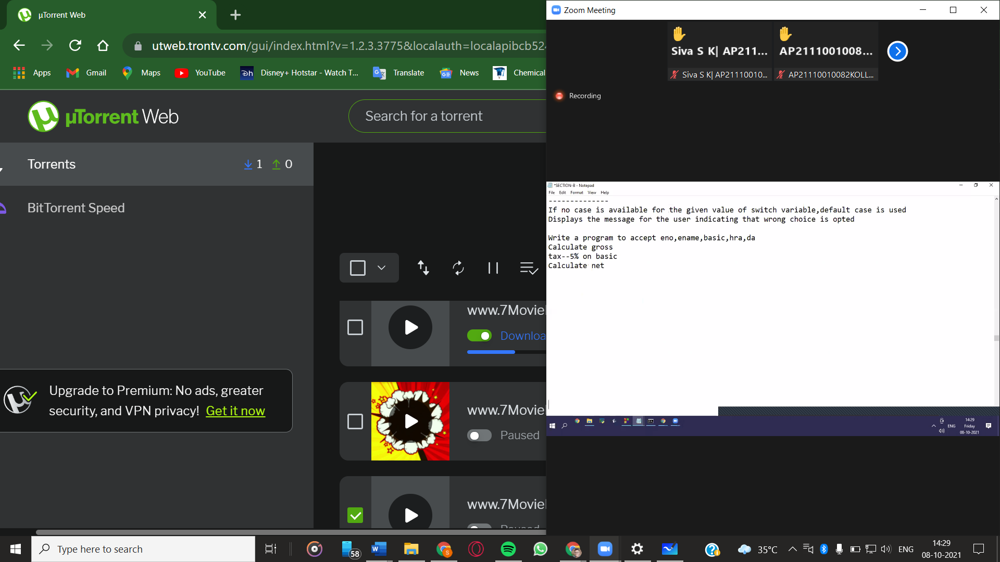 µTorrent Web
utweb.trontv.com/gui/index.html?v=1.2.3.3775&localauth=localapibcb524
Apps
Gmail
Maps
YouTube
Disney+ Hotstar - Watch T...
Translate
News
Chemical
µTorrent Web
Search for a torrent
Torrents
1
0
BitTorrent Speed
www.7Movie
Downloa
www.7Movie
Paused
www.7Movie
Upgrade to Premium: No ads, greater
security, and VPN privacy! Get it now
Zoom Meeting
Siva S K| AP211...
AP2111001008...
Siva S K| AP21110010...
AP21110010082KOLL...
Recording
*SECTION-B - Notepad
File Edit Format View Help
--------------
If no case is available for the given value of switch variable,default case is used
Displays the message for the user indicating that wrong choice is opted
Write a program to accept eno,ename,basic,hra,da
Calculate gross
tax--5% on basic
Calculate net
ENG
14:29
Friday
08-10-2021
Type here to search
58
35°C
ENG
14:29
08-10-2021